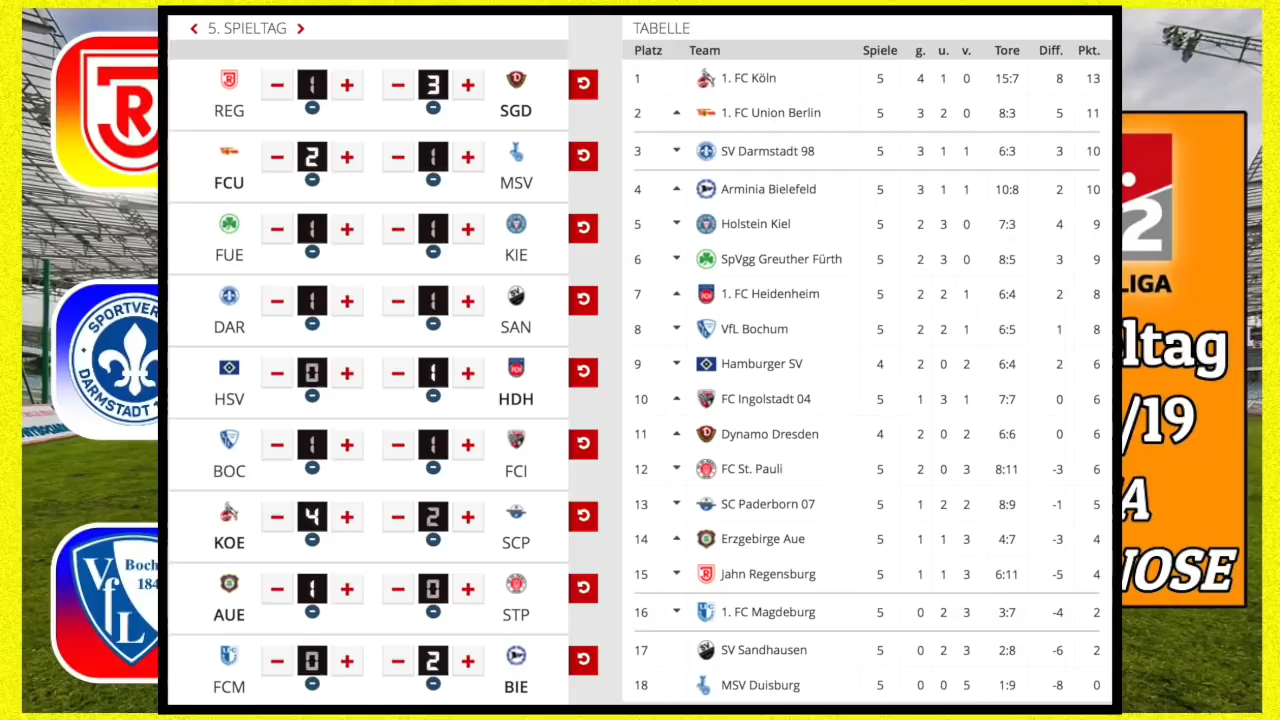 5. SPIELTAG
REG 1 3 SGD
FCU 2 1 MSV
FUE 1 1 KIE
DAR 1 1 SAN
HSV 0 1 HDH
BOC 1 1 FCI
KOE 4 2 SCP
AUE 1 0 STP
FCM 0 2 BIE
TABELLE
Platz Team Spiele g. u. v. Tore Diff. Pkt.
1 1. FC Köln 5 4 1 0 15:7 8 13
2 1. FC Union Berlin 5 3 2 0 8:3 5 11
3 SV Darmstadt 98 5 3 1 1 6:3 3 10
4 Arminia Bielefeld 5 3 1 1 10:8 2 10
5 Holstein Kiel 5 2 3 0 7:3 4 9
6 SpVgg Greuther Fürth 5 2 3 0 8:5 3 9
7 1. FC Heidenheim 5 2 2 1 6:4 2 8
8 VfL Bochum 5 2 2 1 6:5 1 8
9 Hamburger SV 4 2 0 2 6:4 2 6
10 FC Ingolstadt 04 5 1 3 1 7:7 0 6
11 Dynamo Dresden 4 2 0 2 6:6 0 6
12 FC St. Pauli 5 2 0 3 8:11 -3 6
13 SC Paderborn 07 5 1 2 2 8:9 -1 5
14 Erzgebirge Aue 5 1 1 3 4:7 -3 4
15 Jahn Regensburg 5 1 1 3 6:11 -5 4
16 1. FC Magdeburg 5 0 2 3 3:7 -4 2
17 SV Sandhausen 5 0 2 3 2:8 -6 2
18 MSV Duisburg 5 0 0 5 1:9 -8 0
R
SPORTVER
DARMSTADT
VfL
Boch
184
2
LIGA
ltag
/19
A
NOSE